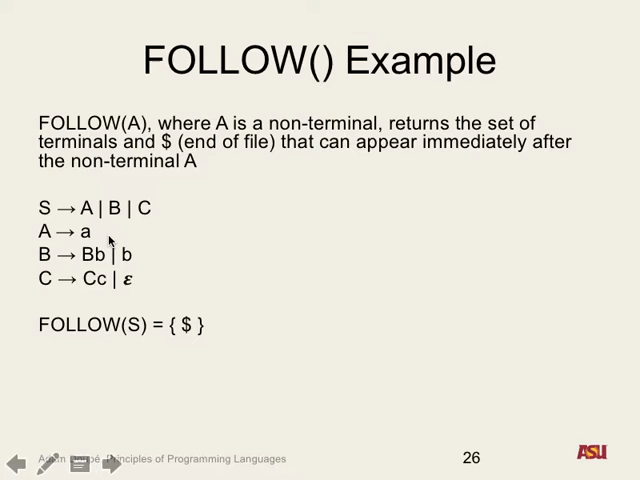 FOLLOW() Example
FOLLOW(A), where A is a non-terminal, returns the set of
terminals and $ (end of file) that can appear immediately after
the non-terminal A
S → A | B | C
A → a
B → Bb | b
C → Cc | ε
FOLLOW(S) = { $ }
Principles of Programming Languages
26
ASU